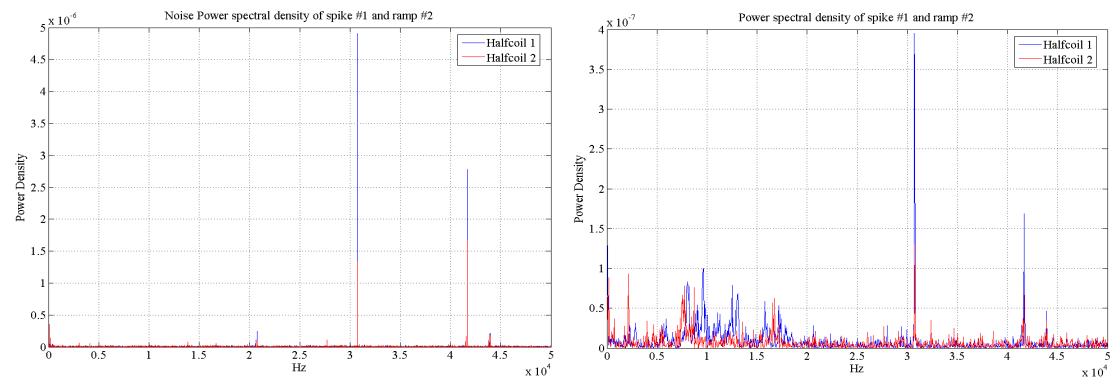 Noise Power spectral density of spike #1 and ramp #2
x 10^-6
5
4.5
4
3.5
3
2.5
2
1.5
1
0.5
0
Power Density
Halfcoil 1
Halfcoil 2
0 0.5 1 1.5 2 2.5 3 3.5 4 4.5 5
Hz
x 10^4
Power spectral density of spike #1 and ramp #2
x 10^-7
4
3.5
3
2.5
2
1.5
1
0.5
0
Power Density
Halfcoil 1
Halfcoil 2
0 0.5 1 1.5 2 2.5 3 3.5 4 4.5 5
Hz
x 10^4